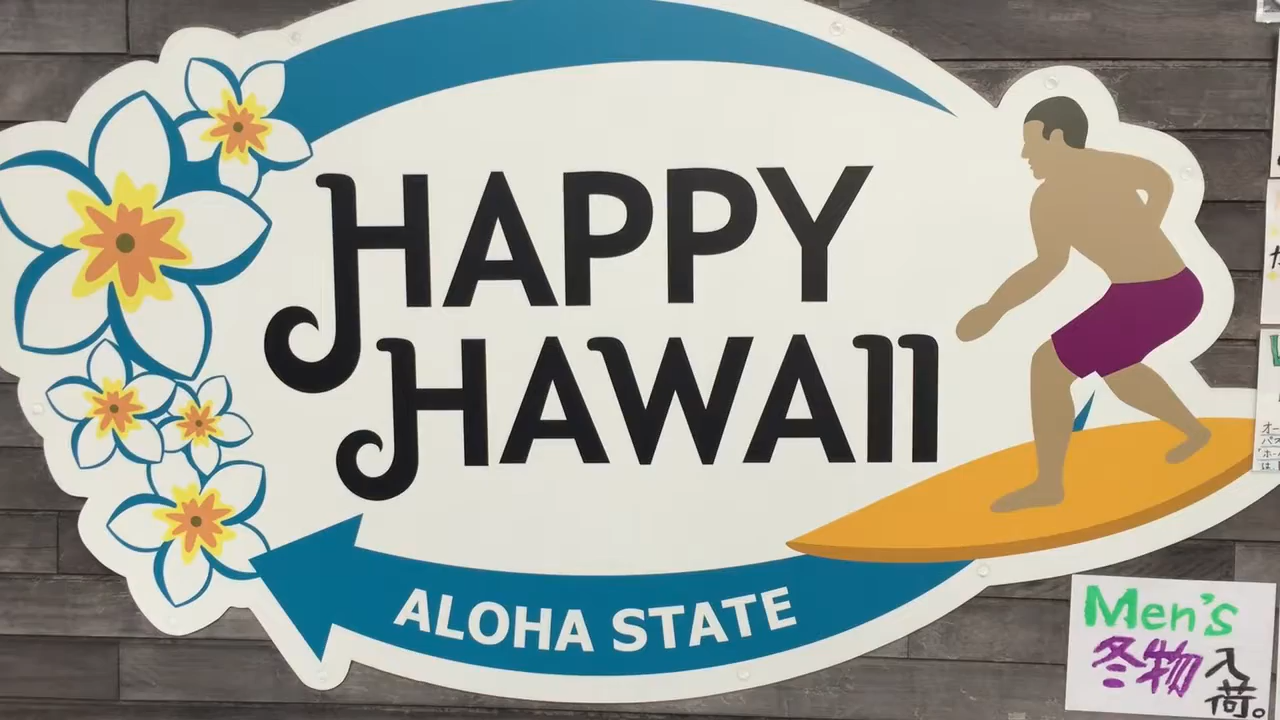 HAPPY
HAWAII
ALOHA STATE
Men's
冬物入
荷。